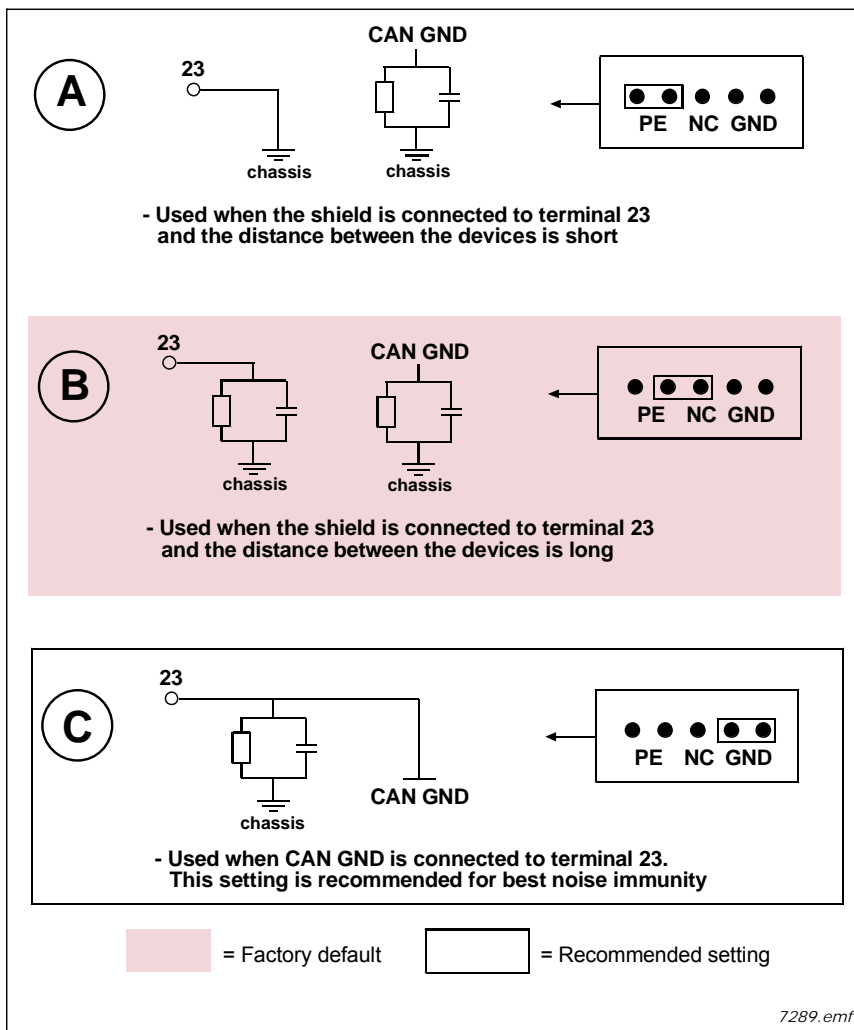 A
23
chassis
CAN GND
chassis
PE NC GND
- Used when the shield is connected to terminal 23
and the distance between the devices is short
B
23
chassis
CAN GND
chassis
PE NC GND
- Used when the shield is connected to terminal 23
and the distance between the devices is long
C
23
chassis
CAN GND
PE NC GND
- Used when CAN GND is connected to terminal 23.
This setting is recommended for best noise immunity
= Factory default
= Recommended setting
7289.emf